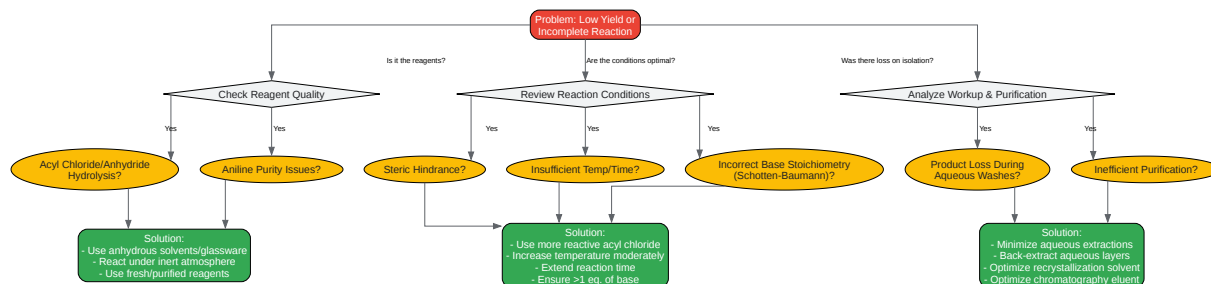 Problem: Low Yield or
Incomplete Reaction
Is it the reagents?
Are the conditions optimal?
Was there loss on isolation?
Check Reagent Quality
Review Reaction Conditions
Analyze Workup & Purification
Yes
Yes
Yes
Yes
Yes
Yes
Yes
Acyl Chloride/Anhydride
Hydrolysis?
Aniline Purity Issues?
Steric Hindrance?
Insufficient Temp/Time?
Incorrect Base Stoichiometry
(Schotten-Baumann)?
Product Loss During
Aqueous Washes?
Inefficient Purification?
Solution:
- Use anhydrous solvents/glassware
- React under inert atmosphere
- Use fresh/purified reagents
Solution:
- Use more reactive acyl chloride
- Increase temperature moderately
- Extend reaction time
- Ensure >1 eq. of base
Solution:
- Minimize aqueous extractions
- Back-extract aqueous layers
- Optimize recrystallization solvent
- Optimize chromatography eluent